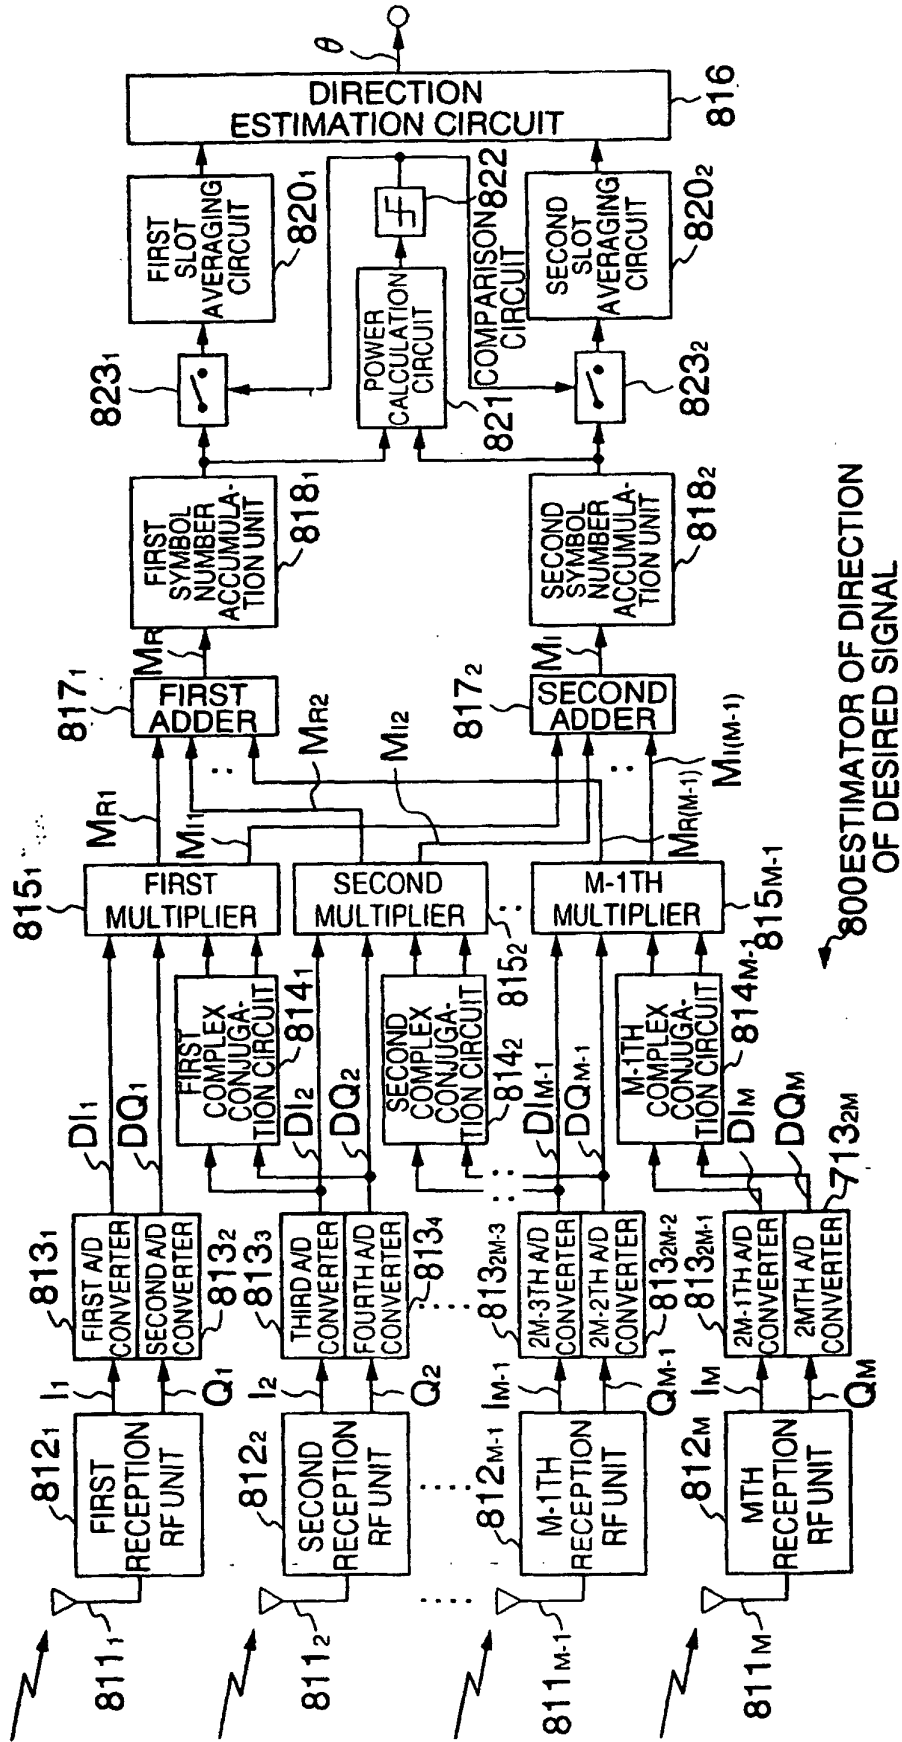 811₁
812₁
FIRST
RECEPTION
RF UNIT
I₁
Q₁
813₁
FIRST A/D
CONVERTER
SECOND A/D
CONVERTER
813₂
DI₁
DQ₁
FIRST
COMPLEX
CONJUGA-
TION CIRCUIT
814₁
815₁
FIRST
MULTIPLIER
MR1
MI1
817₁
FIRST
ADDER
MR
FIRST
SYMBOL
NUMBER
ACCUMULA-
TION UNIT
818₁
823₁
FIRST
SLOT
AVERAGING
CIRCUIT
820₁
811₂
812₂
SECOND
RECEPTION
RF UNIT
I₂
Q₂
813₃
THIRD A/D
CONVERTER
FOURTH A/D
CONVERTER
813₄
DI₂
DQ₂
SECOND
COMPLEX
CONJUGA-
TION CIRCUIT
814₂
SECOND
MULTIPLIER
815₂
MR2
MI2
POWER
CALCULATION
CIRCUIT
821
822
COMPARISON
CIRCUIT
DIRECTION
ESTIMATION CIRCUIT
816
θ
811M-1
812M-1
M-1TH
RECEPTION
RF UNIT
IM-1
QM-1
8132M-3
2M-3TH A/D
CONVERTER
2M-2TH A/D
CONVERTER
8132M-2
DIM-1
DQM-1
M-1TH
COMPLEX
CONJUGA-
TION CIRCUIT
814M-1
M-1TH
MULTIPLIER
815M-1
MR(M-1)
MI(M-1)
817₂
SECOND
ADDER
MI
SECOND
SYMBOL
NUMBER
ACCUMULA-
TION UNIT
818₂
823₂
SECOND
SLOT
AVERAGING
CIRCUIT
820₂
811M
812M
MTH
RECEPTION
RF UNIT
IM
QM
8132M-1
2M-1TH A/D
CONVERTER
2MTH A/D
CONVERTER
7132M
DIM
DQM
800 ESTIMATOR OF DIRECTION
OF DESIRED SIGNAL